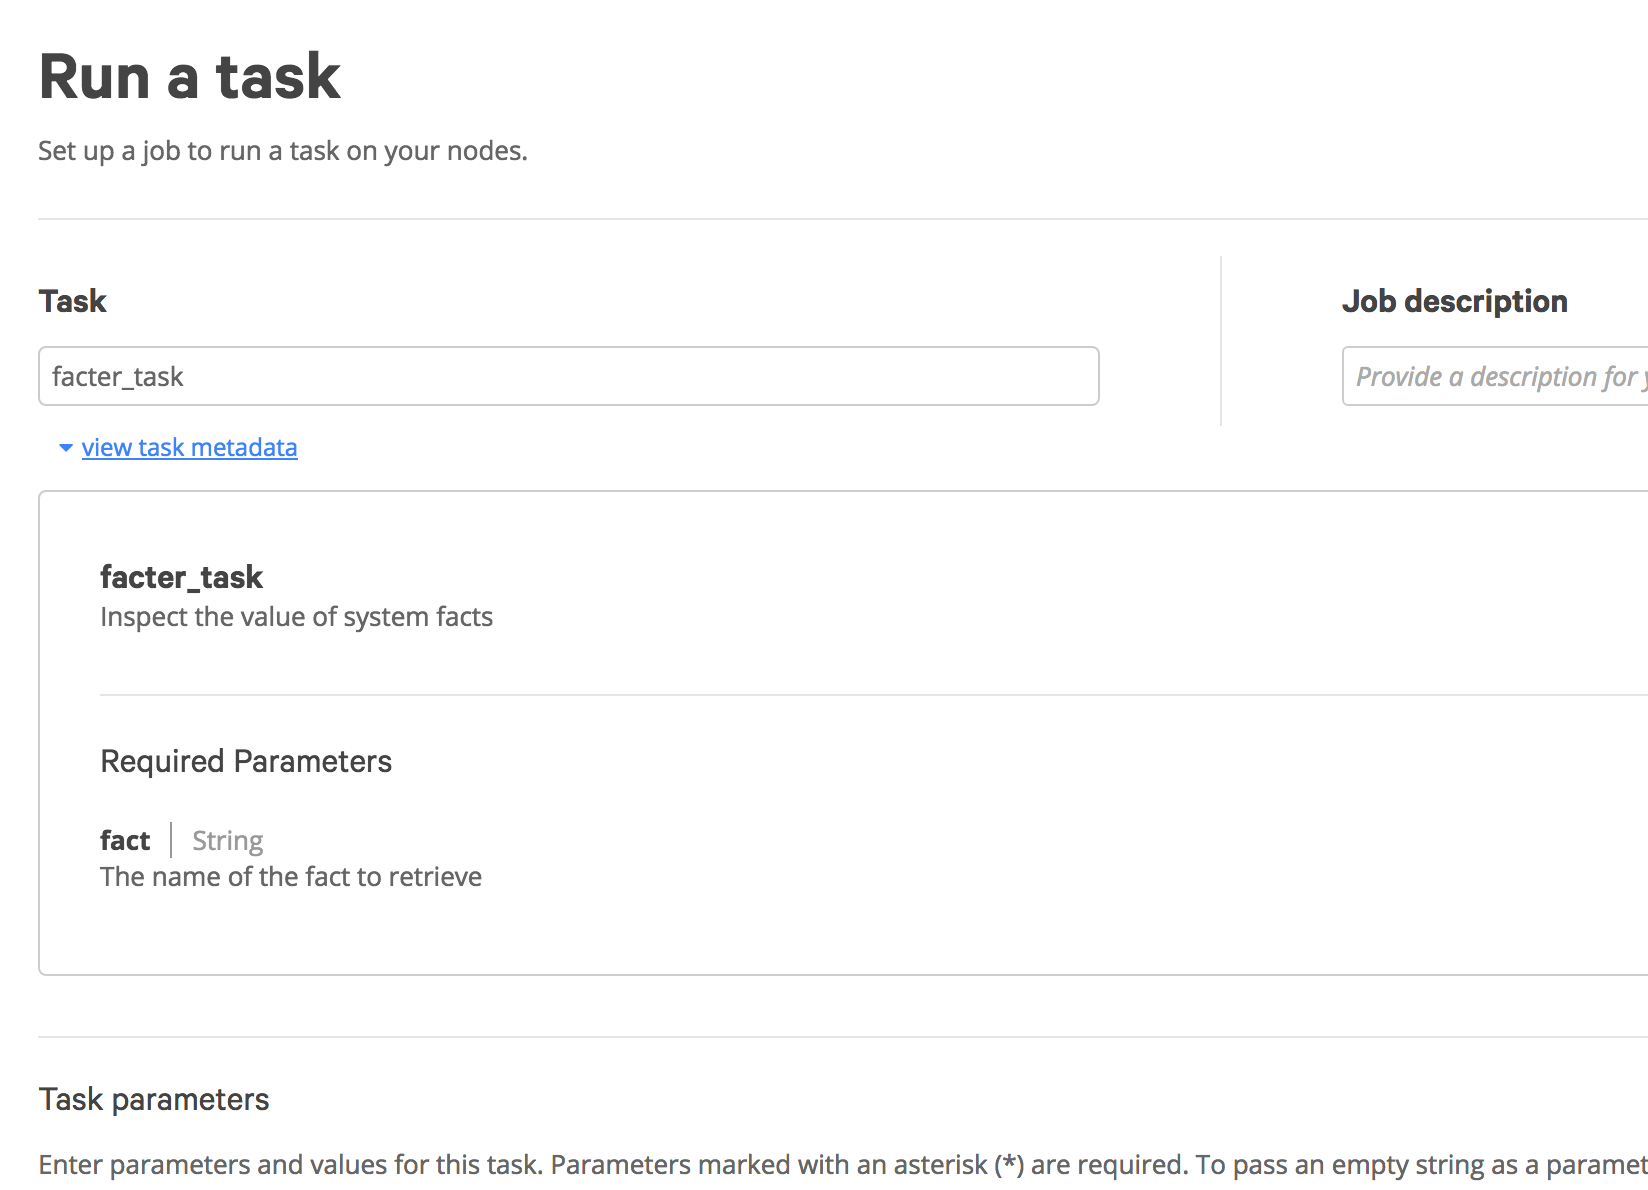 Run a task
Set up a job to run a task on your nodes.
Task
Job description
facter_task
Provide a description for
view task metadata
facter_task
Inspect the value of system facts
Required Parameters
fact
String
The name of the fact to retrieve
Task parameters
Enter parameters and values for this task. Parameters marked with an asterisk (*) are required. To pass an empty string as a